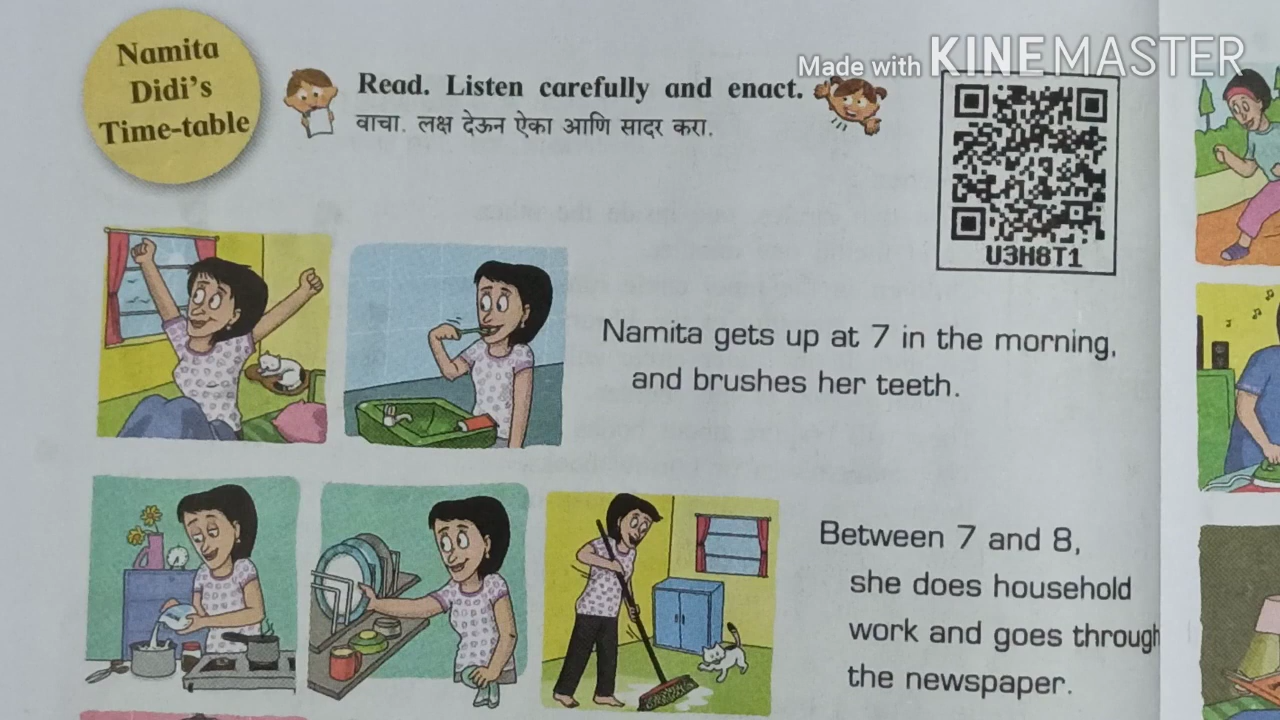 Namita
Didi's
Time-table
Read. Listen carefully and enact.
वाचा. लक्ष देऊन ऐका आणि सादर करा.
Made with KINEMASTER
U3H8T1
Namita gets up at 7 in the morning,
and brushes her teeth.
Between 7 and 8,
she does household
work and goes through
the newspaper.